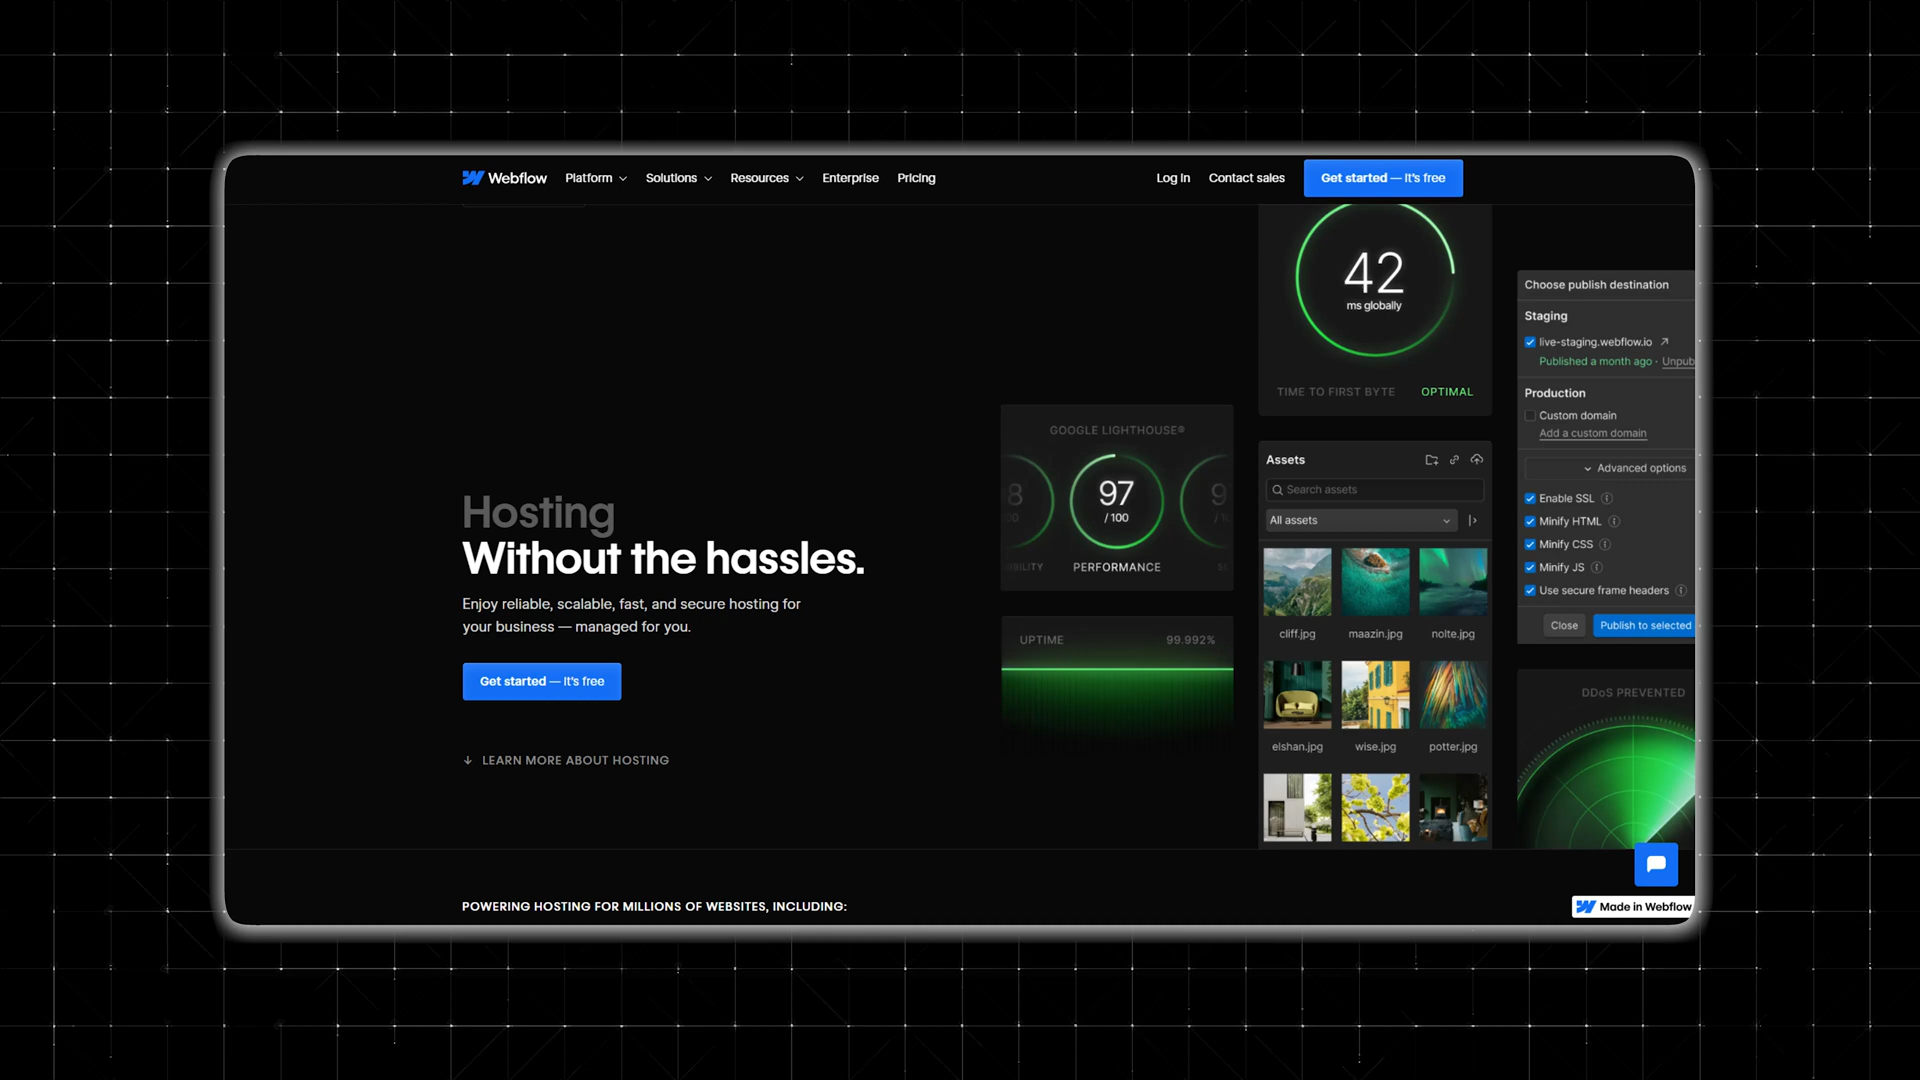 Webflow
Platform
Solutions
Resources
Enterprise
Pricing
Log in
Contact sales
Get started — It's free
Hosting
Without the hassles.
Enjoy reliable, scalable, fast, and secure hosting for
your business — managed for you.
Get started — It's free
LEARN MORE ABOUT HOSTING
GOOGLE LIGHTHOUSE®
8
97
/ 100
9
PERFORMANCE
UPTIME 99.992%
42
ms globally
TIME TO FIRST BYTE OPTIMAL
Assets
Search assets
All assets
cliff.jpg maazin.jpg nolte.jpg
elshan.jpg wise.jpg potter.jpg
Choose publish destination
Staging
live-staging.webflow.io
Published a month ago · Unpub
Production
Custom domain
Add a custom domain
Advanced options
Enable SSL
Minify HTML
Minify CSS
Minify JS
Use secure frame headers
Close
Publish to selected
DDoS PREVENTED
POWERING HOSTING FOR MILLIONS OF WEBSITES, INCLUDING:
Made in Webflow